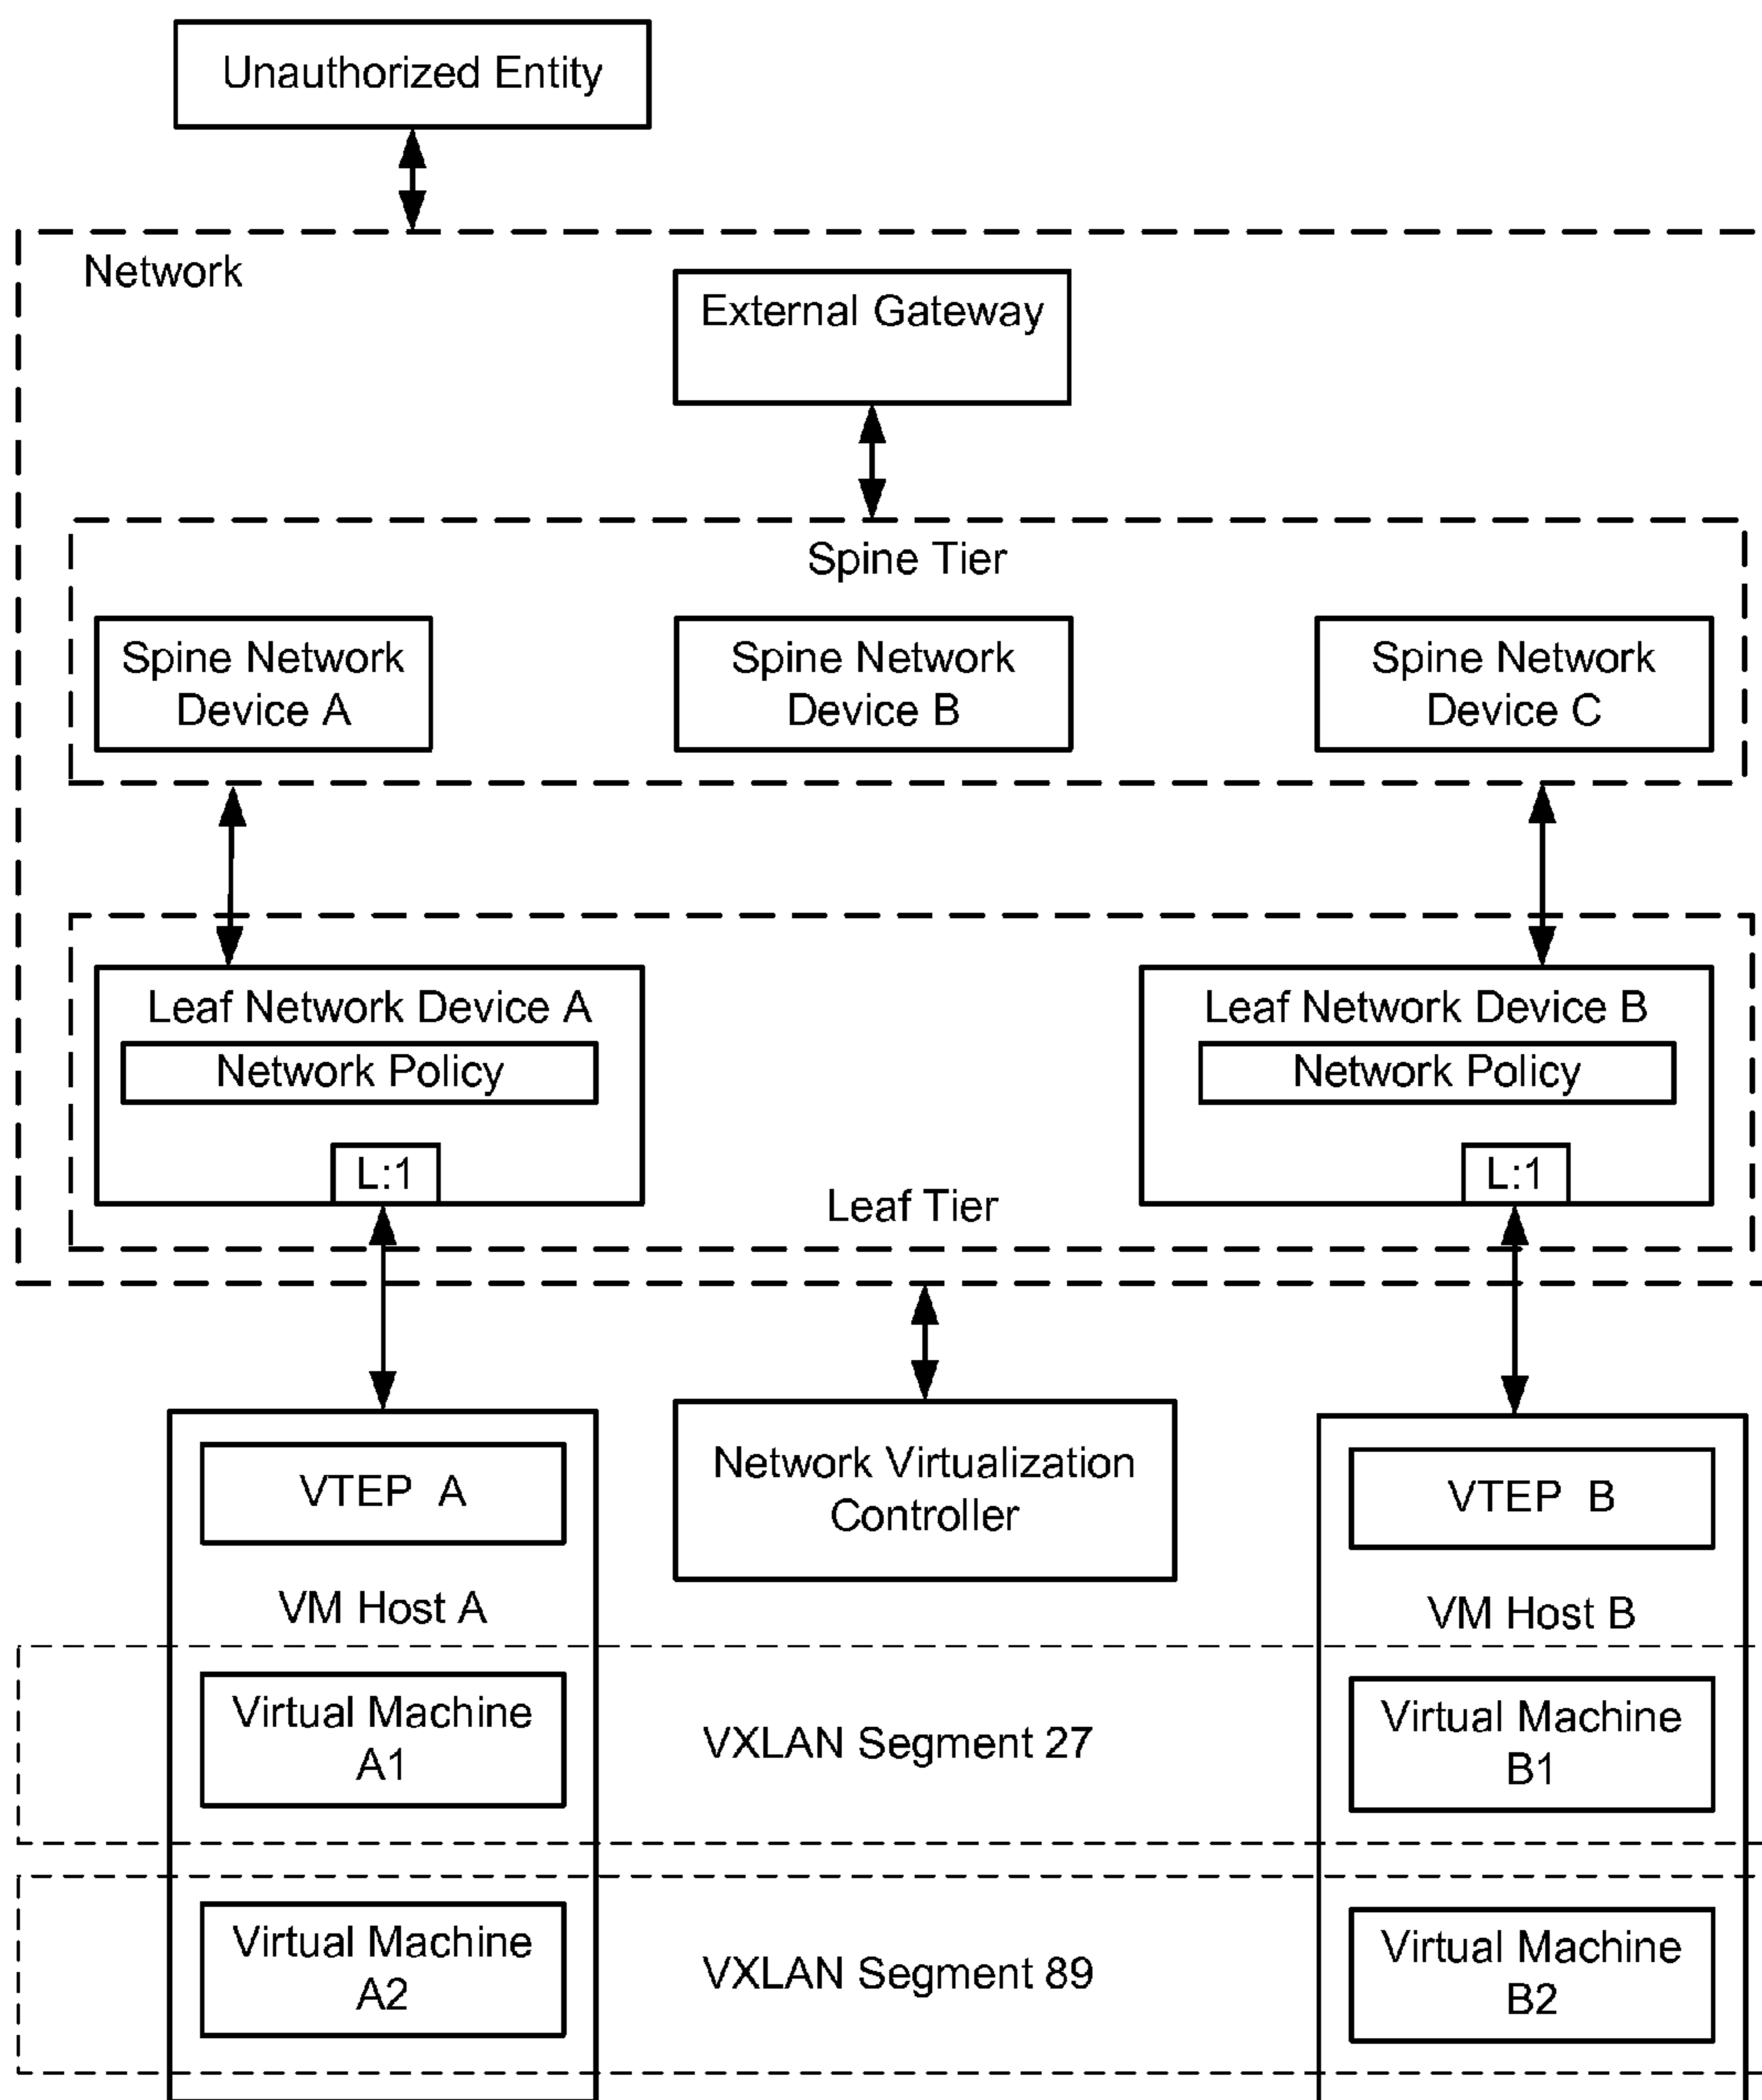 Unauthorized Entity
Network
External Gateway
Spine Tier
Spine Network
Device A
Spine Network
Device B
Spine Network
Device C
Leaf Network Device A
Network Policy
L:1
Leaf Network Device B
Network Policy
L:1
Leaf Tier
VTEP A
VM Host A
Network Virtualization
Controller
VTEP B
VM Host B
Virtual Machine
A1
VXLAN Segment 27
Virtual Machine
B1
Virtual Machine
A2
VXLAN Segment 89
Virtual Machine
B2